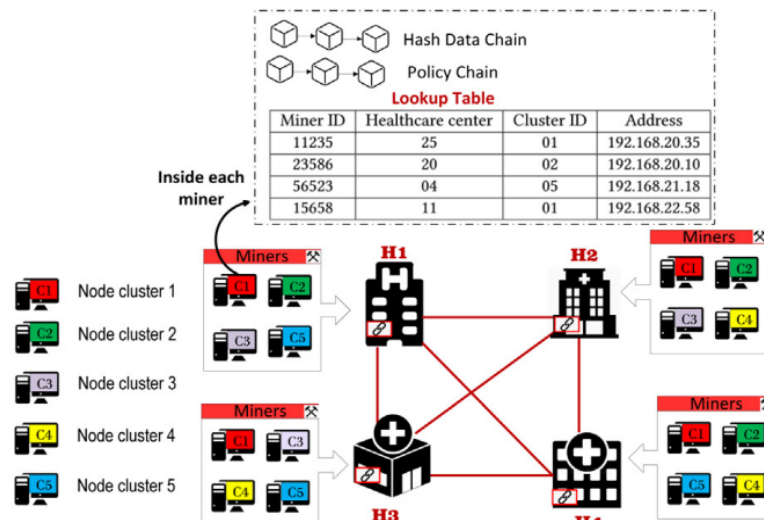 Hash Data Chain
Policy Chain
Lookup Table
Miner ID Healthcare center Cluster ID Address
11235 25 01 192.168.20.35
23586 20 02 192.168.20.10
56523 04 05 192.168.21.18
15658 11 01 192.168.22.58
Inside each
miner
Miners
C1 C2
C3 C5
H1
H2
Miners
C1 C2
C3 C4
C1 Node cluster 1
C2 Node cluster 2
C3 Node cluster 3
C4 Node cluster 4
C5 Node cluster 5
Miners
C1 C3
C4 C5
H3
Miners
C1 C2
C5 C4